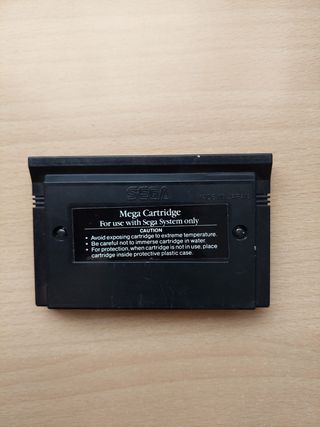 SEGA
Mega Cartridge
For use with Sega System only
CAUTION
• Avoid exposing cartridge to extreme temperature.
• Be careful not to immerse cartridge in water.
• For protection, when cartridge is not in use, place
cartridge inside protective plastic case.